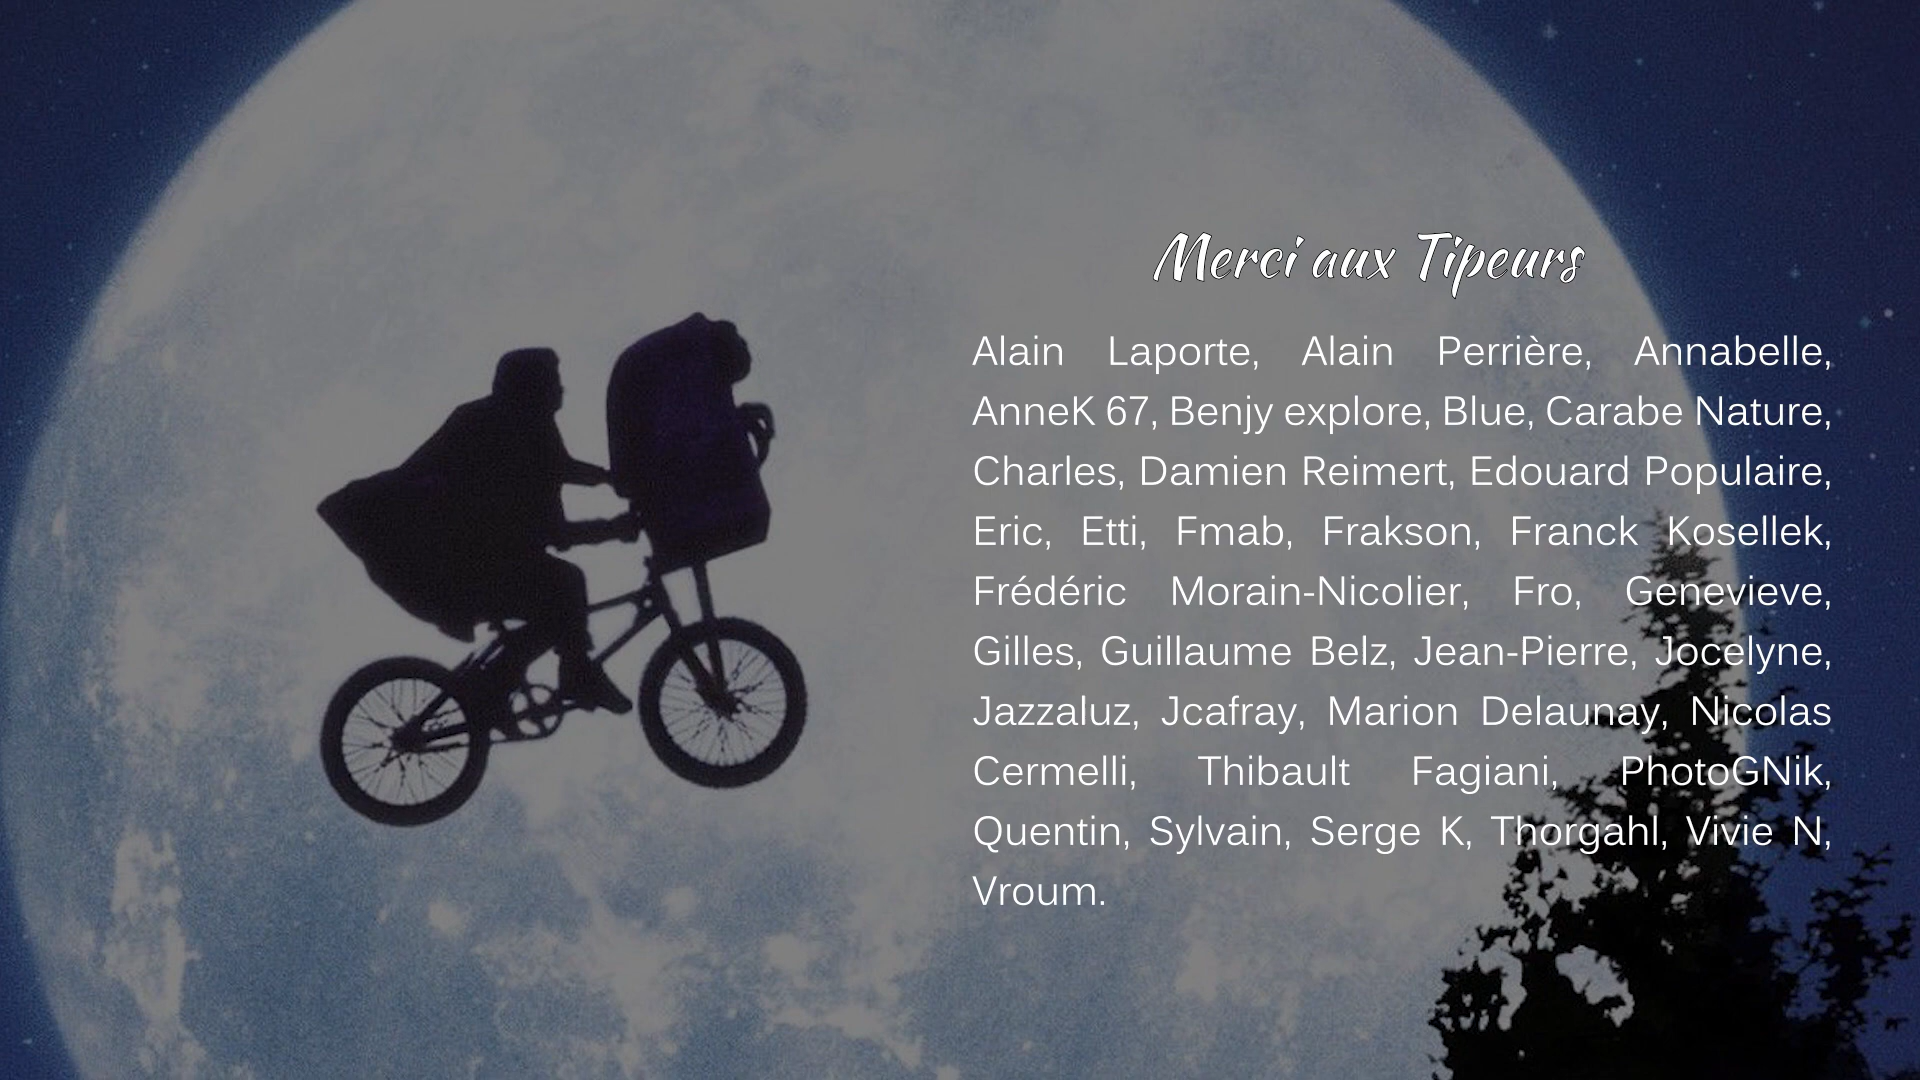 Merci aux Tipeurs
Alain Laporte, Alain Perrière, Annabelle,
AnneK 67, Benjy explore, Blue, Carabe Nature,
Charles, Damien Reimert, Edouard Populaire,
Eric, Etti, Fmab, Frakson, Franck Kosellek,
Frédéric Morain-Nicolier, Fro, Genevieve,
Gilles, Guillaume Belz, Jean-Pierre, Jocelyne,
Jazzaluz, Jcafray, Marion Delaunay, Nicolas
Cermelli, Thibault Fagiani, PhotoGNik,
Quentin, Sylvain, Serge K, Thorgahl, Vivie N,
Vroum.